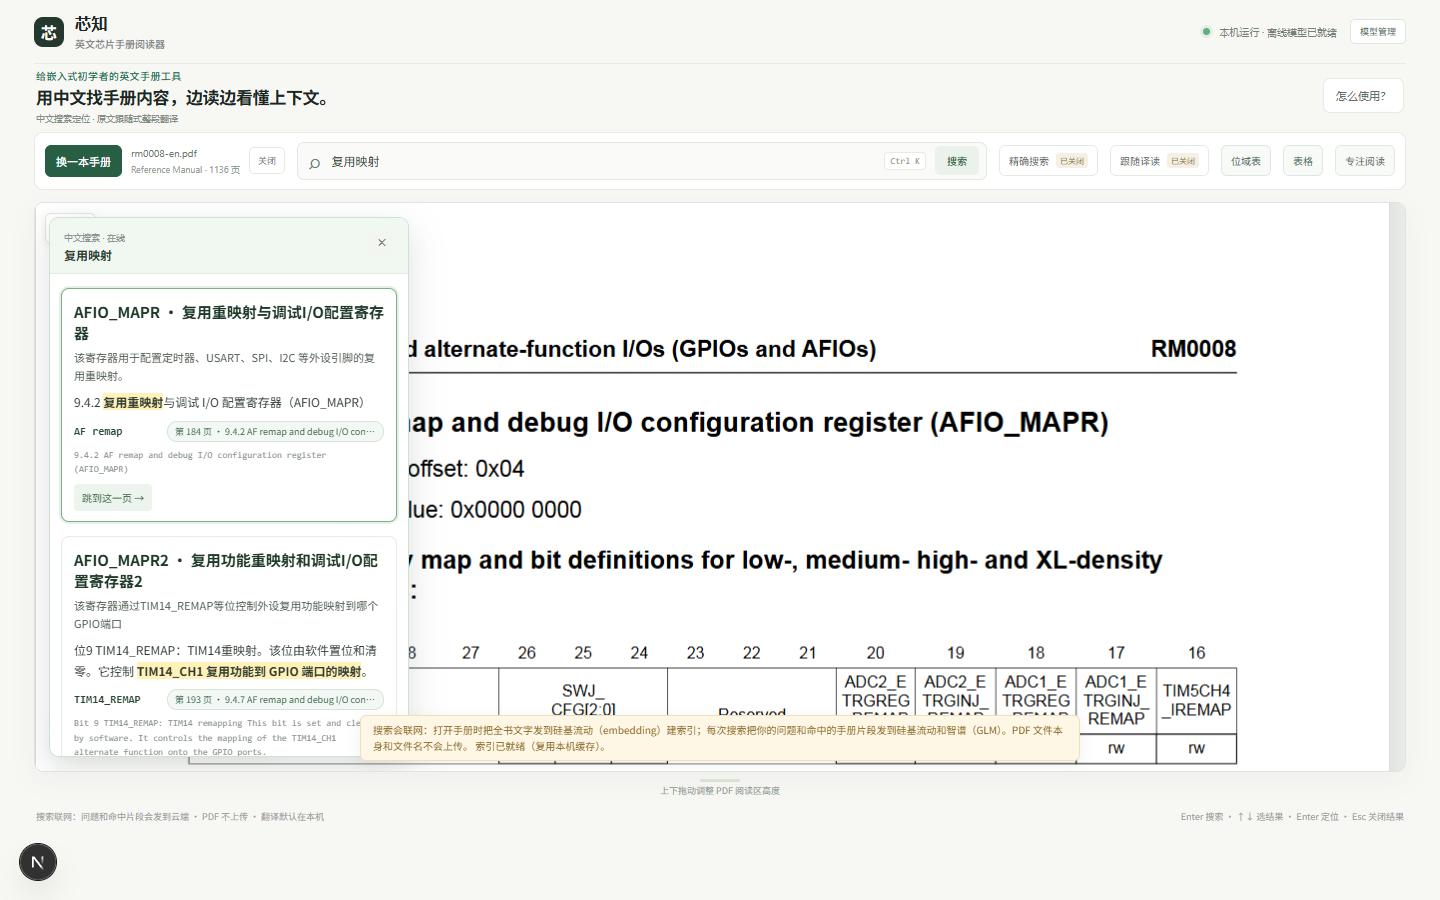 芯
芯知
英文芯片手册阅读器
本机运行 · 离线模型已就绪
模型管理
给嵌入式初学者的英文手册工具
用中文找手册内容，边读边看懂上下文。
中文搜索定位 · 原文跟随式整段翻译
怎么使用？
换一本手册
rm0008-en.pdf
Reference Manual · 1136 页
关闭
复用映射
Ctrl K
搜索
精确搜索 已关闭
跟随译读 已关闭
位域表
表格
专注阅读
中文搜索 · 在线
复用映射
×
AFIO_MAPR · 复用重映射与调试I/O配置寄存
器
该寄存器用于配置定时器、USART、SPI、I2C 等外设引脚的复
用重映射。
9.4.2 复用重映射与调试 I/O 配置寄存器（AFIO_MAPR）
AF remap
第 184 页 · 9.4.2 AF remap and debug I/O con…
9.4.2 AF remap and debug I/O configuration register
(AFIO_MAPR)
跳到这一页 →
AFIO_MAPR2 · 复用功能重映射和调试I/O配
置寄存器2
该寄存器通过TIM14_REMAP等位控制外设复用功能映射到哪个
GPIO端口
位9 TIM14_REMAP：TIM14重映射。该位由软件置位和清
零。它控制 TIM14_CH1 复用功能到 GPIO 端口的映射。
TIM14_REMAP
第 193 页 · 9.4.7 AF remap and debug I/O con…
Bit 9 TIM14_REMAP: TIM14 remapping This bit is set and cle
by software. It controls the mapping of the TIM14_CH1
alternate function onto the GPIO ports.
d alternate-function I/Os (GPIOs and AFIOs)
RM0008
ap and debug I/O configuration register (AFIO_MAPR)
offset: 0x04
lue: 0x0000 0000
map and bit definitions for low-, medium- high- and XL-density
:
8 27 26 25 24 23 22 21 20 19 18 17 16
SWJ_
CFG[2:0]
Reserved
ADC2_E
TRGREG
_REMAP
ADC2_E
TRGINJ_
REMAP
ADC1_E
TRGREG
_REMAP
ADC1_E
TRGINJ_
REMAP
TIM5CH4
_IREMAP
rw
rw
搜索会联网：打开手册时把全书文字发到硅基流动（embedding）建索引；每次搜索把你的问题和命中的手册片段发到硅基流动和智谱（GLM）。PDF 文件本
身和文件名不会上传。 索引已就绪（复用本机缓存）。
上下拖动调整 PDF 阅读区高度
搜索联网：问题和命中片段会发到云端 · PDF 不上传 · 翻译默认在本机
Enter 搜索 · ↑↓ 选结果 · Enter 定位 · Esc 关闭结果
N